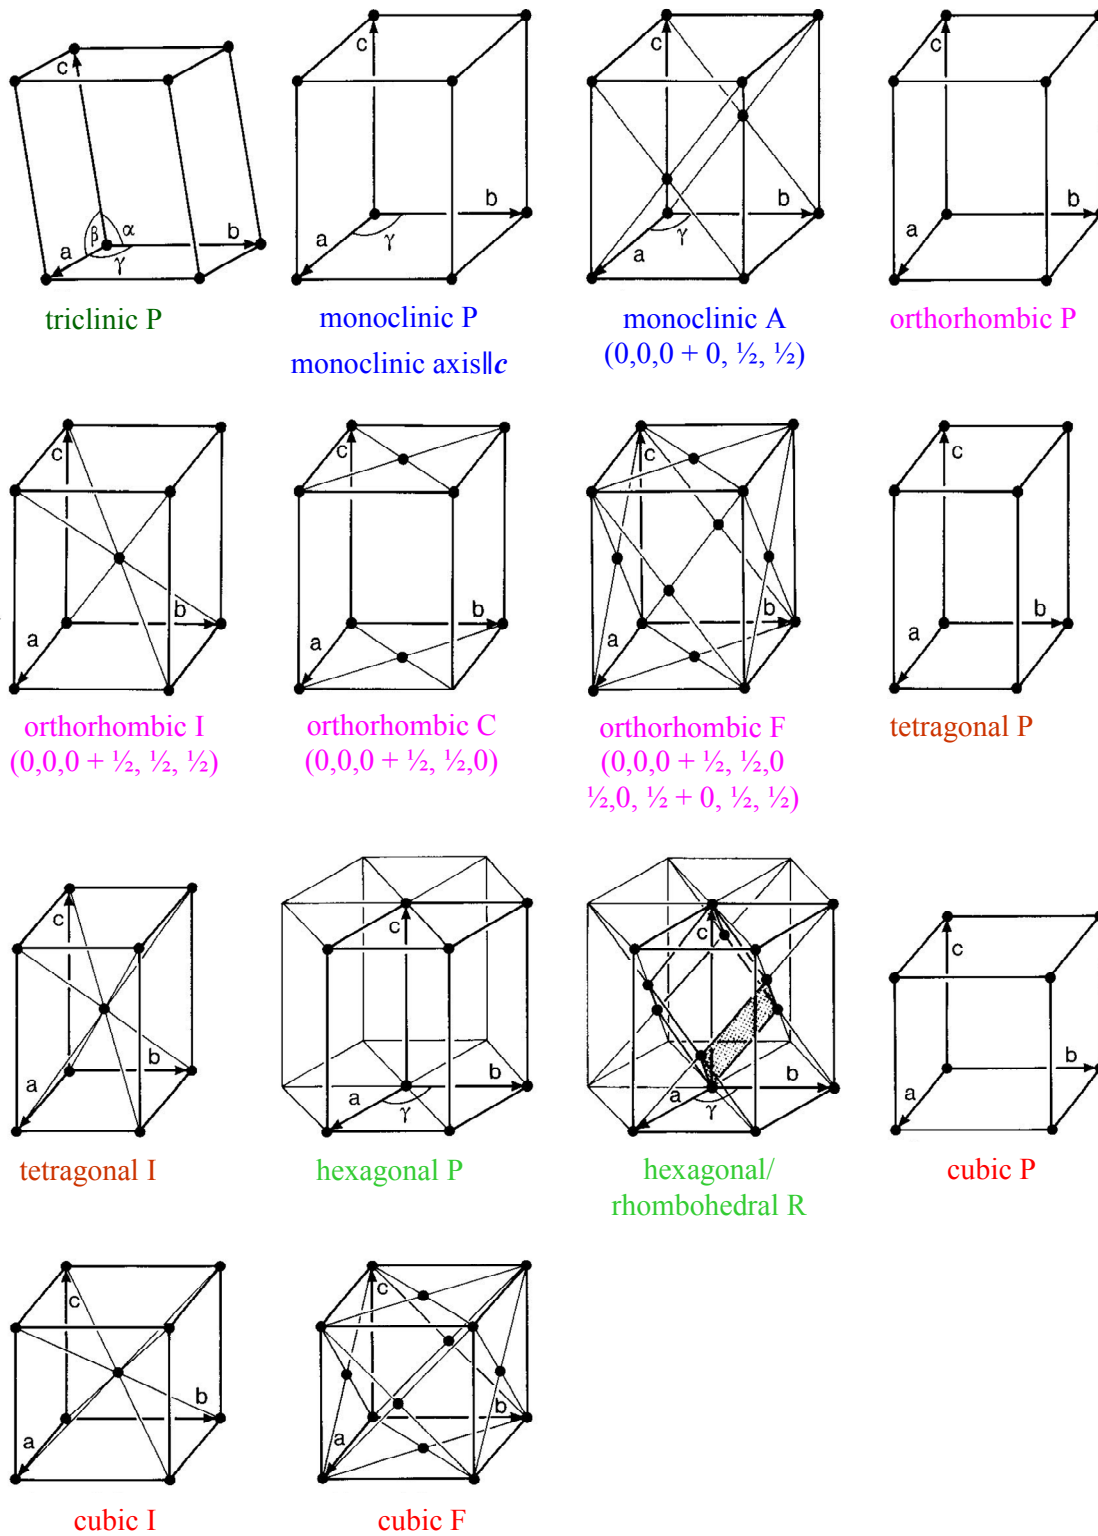 c
β α
a γ b
triclinic P
c
b
a γ
monoclinic P
monoclinic axis∥c
c
b
a γ
monoclinic A
(0,0,0 + 0, ½, ½)
c
b
a
orthorhombic P
c
b
a
orthorhombic I
(0,0,0 + ½, ½, ½)
c
b
a
orthorhombic C
(0,0,0 + ½, ½,0)
c
b
a
orthorhombic F
(0,0,0 + ½, ½,0
½,0, ½ + 0, ½, ½)
c
b
a
tetragonal P
c
b
a
tetragonal I
c
a γ b
hexagonal P
c
a γ b
hexagonal/
rhombohedral R
c
b
a
cubic P
c
b
a
cubic I
c
b
a
cubic F